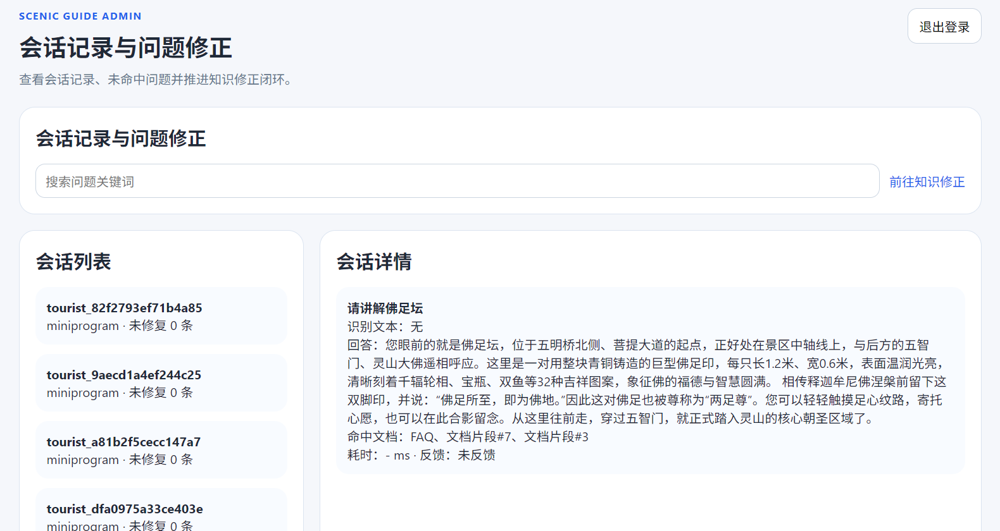 SCENIC GUIDE ADMIN
退出登录
会话记录与问题修正
查看会话记录、未命中问题并推进知识修正闭环。
会话记录与问题修正
搜索问题关键词
前往知识修正
会话列表
tourist_82f2793ef71b4a85
miniprogram · 未修复 0 条
tourist_9aecd1a4ef244c25
miniprogram · 未修复 0 条
tourist_a81b2f5cecc147a7
miniprogram · 未修复 0 条
tourist_dfa0975a33ce403e
miniprogram · 未修复 0 条
会话详情
请讲解佛足坛
识别文本：无
回答：您眼前的就是佛足坛，位于五明桥北侧、菩提大道的起点，正好处在景区中轴线上，与后方的五智
门、灵山大佛遥相呼应。这里是一对用整块青铜铸造的巨型佛足印，每只长1.2米、宽0.6米，表面温润光亮，
清晰刻着千辐轮相、宝瓶、双鱼等32种吉祥图案，象征佛的福德与智慧圆满。 相传释迦牟尼佛涅槃前留下这
双脚印，并说：“佛足所至，即为佛地。”因此这对佛足也被尊称为“两足尊”。您可以轻轻触摸足心纹路，寄托
心愿，也可以在此合影留念。从这里往前走，穿过五智门，就正式踏入灵山的核心朝圣区域了。
命中文档：FAQ、文档片段#7、文档片段#3
耗时：- ms · 反馈：未反馈